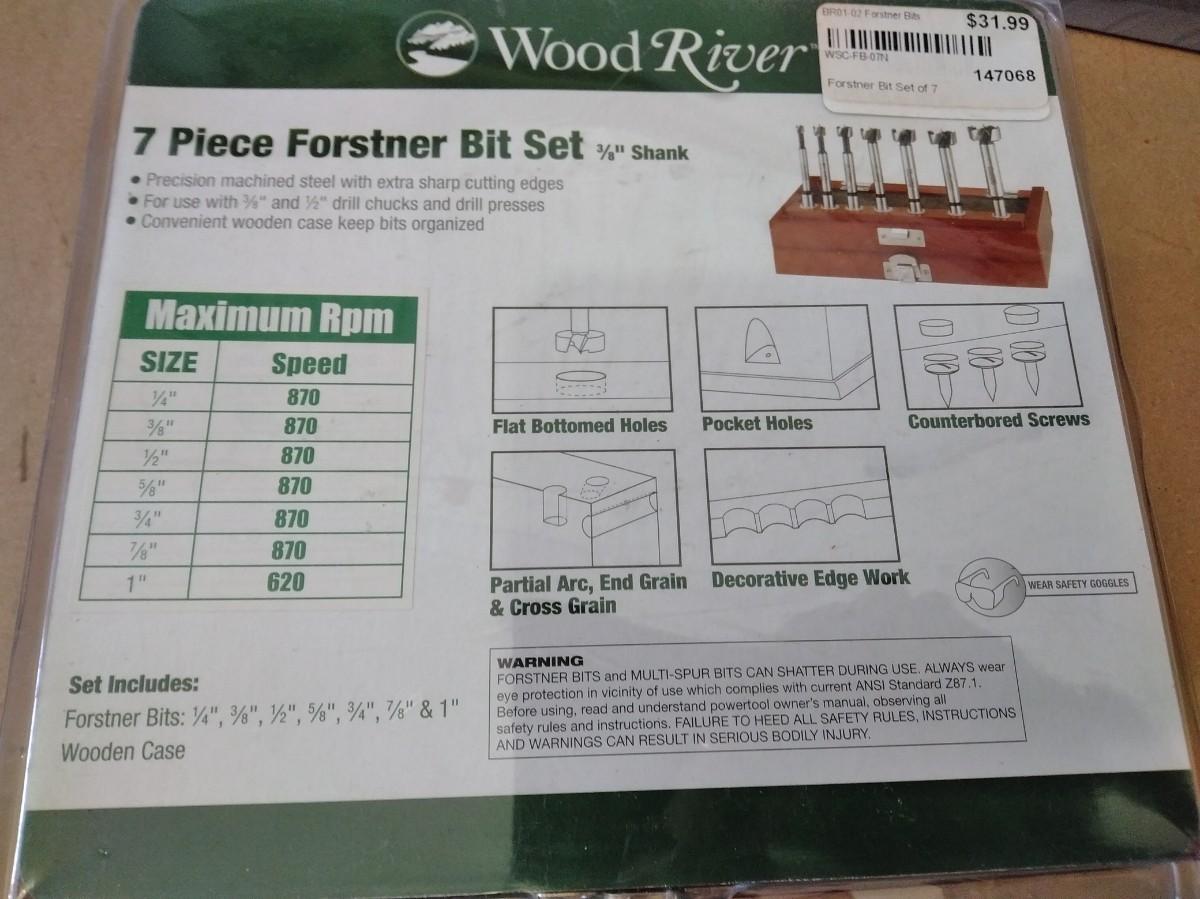 Wood River™
BR01-02 Forstner Bits
$31.99
WSC-FB-07N
147068
Forstner Bit Set of 7
7 Piece Forstner Bit Set ⅜" Shank
• Precision machined steel with extra sharp cutting edges
• For use with ⅜" and ½" drill chucks and drill presses
• Convenient wooden case keep bits organized
Maximum Rpm
SIZE Speed
¼" 870
⅜" 870
½" 870
⅝" 870
¾" 870
⅞" 870
1" 620
Flat Bottomed Holes
Pocket Holes
Counterbored Screws
Partial Arc, End Grain
& Cross Grain
Decorative Edge Work
WEAR SAFETY GOGGLES
Set Includes:
Forstner Bits: ¼", ⅜", ½", ⅝", ¾", ⅞" & 1"
Wooden Case
WARNING
FORSTNER BITS and MULTI-SPUR BITS CAN SHATTER DURING USE. ALWAYS wear
eye protection in vicinity of use which complies with current ANSI Standard Z87.1.
Before using, read and understand powertool owner's manual, observing all
safety rules and instructions. FAILURE TO HEED ALL SAFETY RULES, INSTRUCTIONS
AND WARNINGS CAN RESULT IN SERIOUS BODILY INJURY.